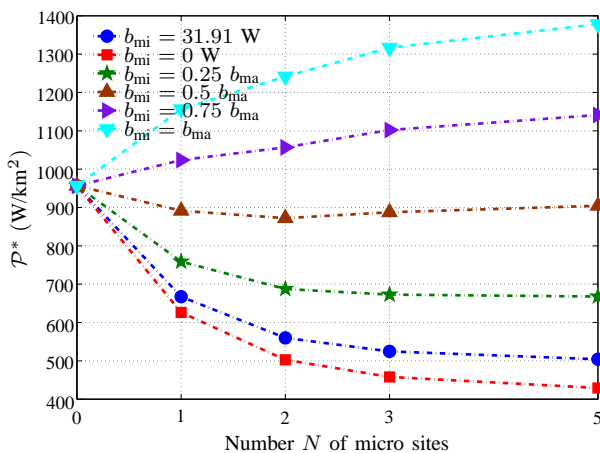 1400
1300
1200
1100
1000
900
800
700
600
500
400
b_mi = 31.91 W
b_mi = 0 W
b_mi = 0.25 b_ma
b_mi = 0.5 b_ma
b_mi = 0.75 b_ma
b_mi = b_ma
𝒫* (W/km²)
0 1 2 3 5
Number N of micro sites